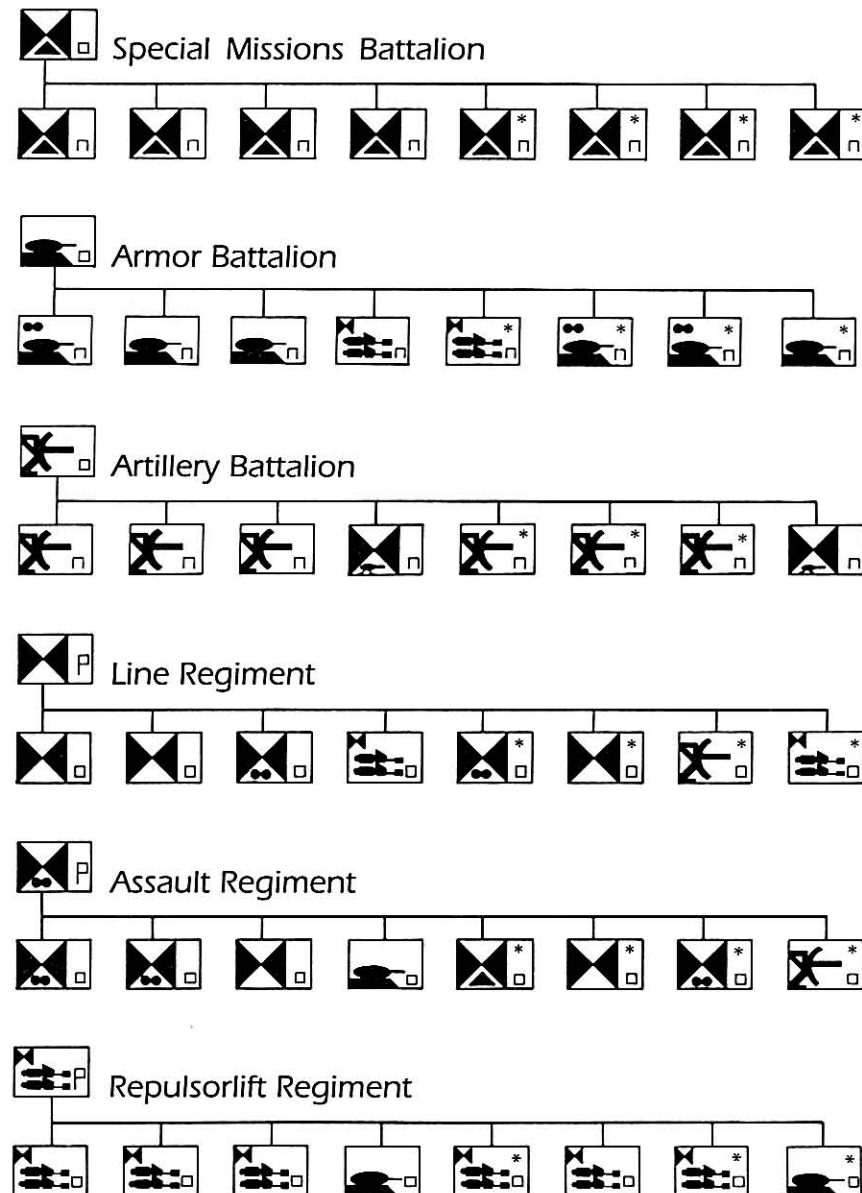 Special Missions Battalion
Armor Battalion
Artillery Battalion
Line Regiment
Assault Regiment
Repulsorlift Regiment